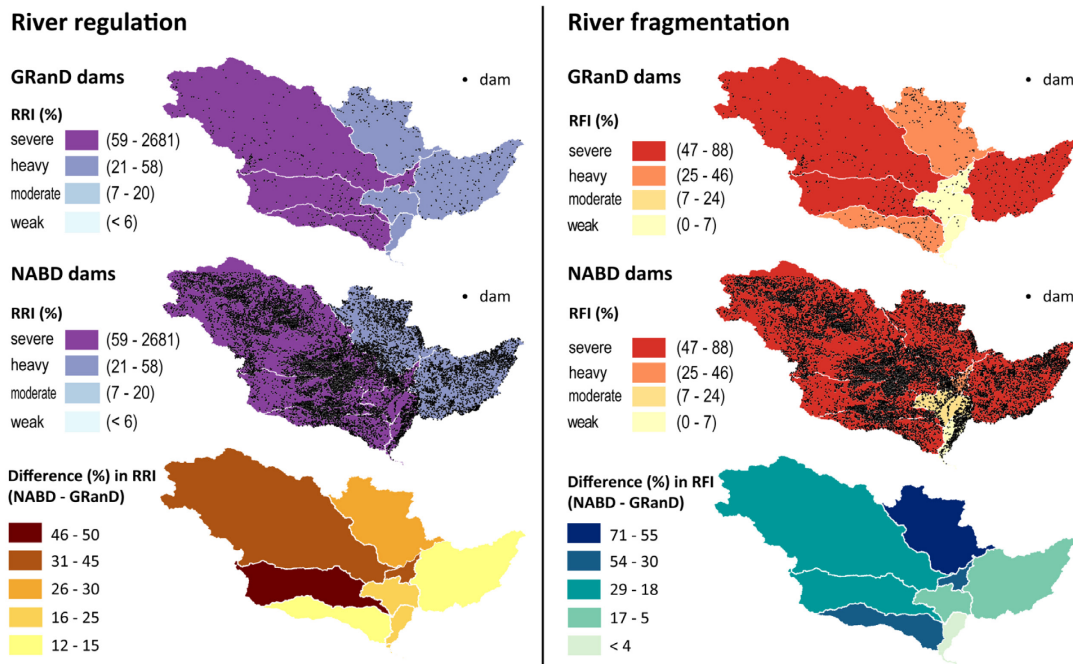 River regulation
GRanD dams
• dam
RRI (%)
severe (59 - 2681)
heavy (21 - 58)
moderate (7 - 20)
weak (< 6)
NABD dams
• dam
RRI (%)
severe (59 - 2681)
heavy (21 - 58)
moderate (7 - 20)
weak (< 6)
Difference (%) in RRI
(NABD - GRanD)
46 - 50
31 - 45
26 - 30
16 - 25
12 - 15
River fragmentation
GRanD dams
• dam
RFI (%)
severe (47 - 88)
heavy (25 - 46)
moderate (7 - 24)
weak (0 - 7)
NABD dams
• dam
RFI (%)
severe (47 - 88)
heavy (25 - 46)
moderate (7 - 24)
weak (0 - 7)
Difference (%) in RFI
(NABD - GRanD)
71 - 55
54 - 30
29 - 18
17 - 5
< 4